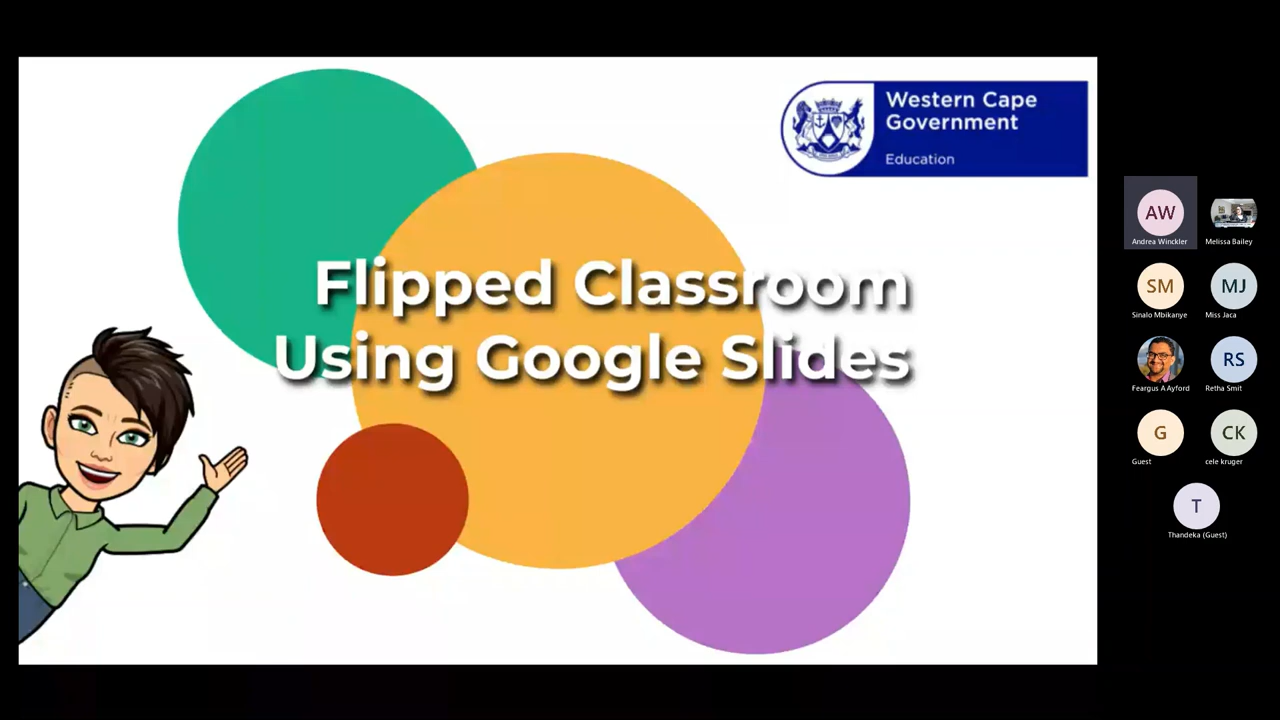 Western Cape
Government
Education
Flipped Classroom
Using Google Slides
AW
Andrea Winckler
Melissa Bailey
SM
Sinalo Mbikanye
MJ
Miss Jaca
Feargus A Ayford
RS
Retha Smit
G
Guest
CK
cele kruger
T
Thandeka (Guest)